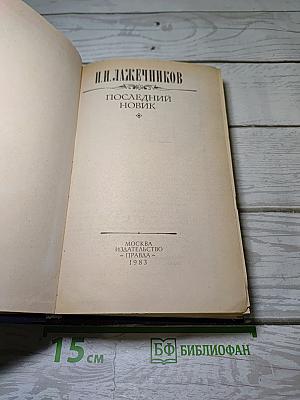 И.И.ЛАЖЕЧНИКОВ
ПОСЛЕДНИЙ
НОВИК
МОСКВА
ИЗДАТЕЛЬСТВО
«ПРАВДА»
1983
15 см
БФ БИБЛИОФАН